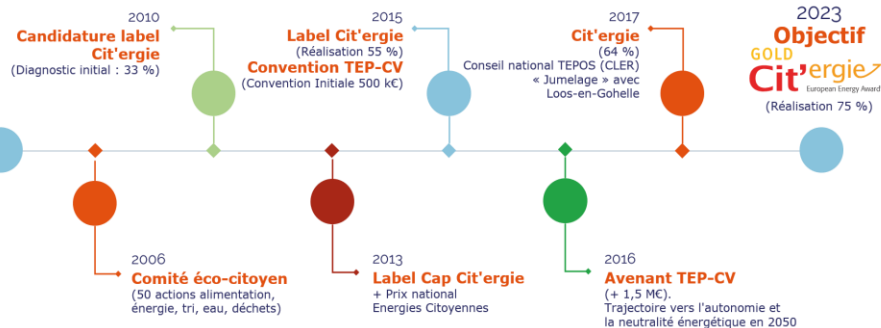 2010
Candidature label
Cit'ergie
(Diagnostic initial : 33 %)
2015
Label Cit'ergie
(Réalisation 55 %)
Convention TEP-CV
(Convention Initiale 500 k€)
2017
Cit'ergie
(64 %)
Conseil national TEPOS (CLER)
« Jumelage » avec
Loos-en-Gohelle
2023
Objectif
GOLD
Cit'ergie
European Energy Award
(Réalisation 75 %)
2006
Comité éco-citoyen
(50 actions alimentation,
énergie, tri, eau, déchets)
2013
Label Cap Cit'ergie
+ Prix national
Energies Citoyennes
2016
Avenant TEP-CV
(+ 1,5 M€).
Trajectoire vers l'autonomie et
la neutralité énergétique en 2050